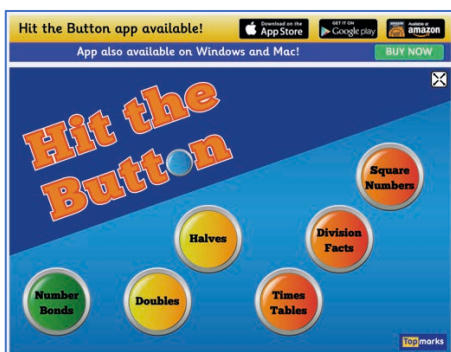 Hit the Button app available!
Download on the
App Store
GET IT ON
Google play
Available at
amazon
App also available on Windows and Mac!
BUY NOW
Hit the
Button
Square
Numbers
Halves
Division
Facts
Number
Bonds
Doubles
Times
Tables
Topmarks